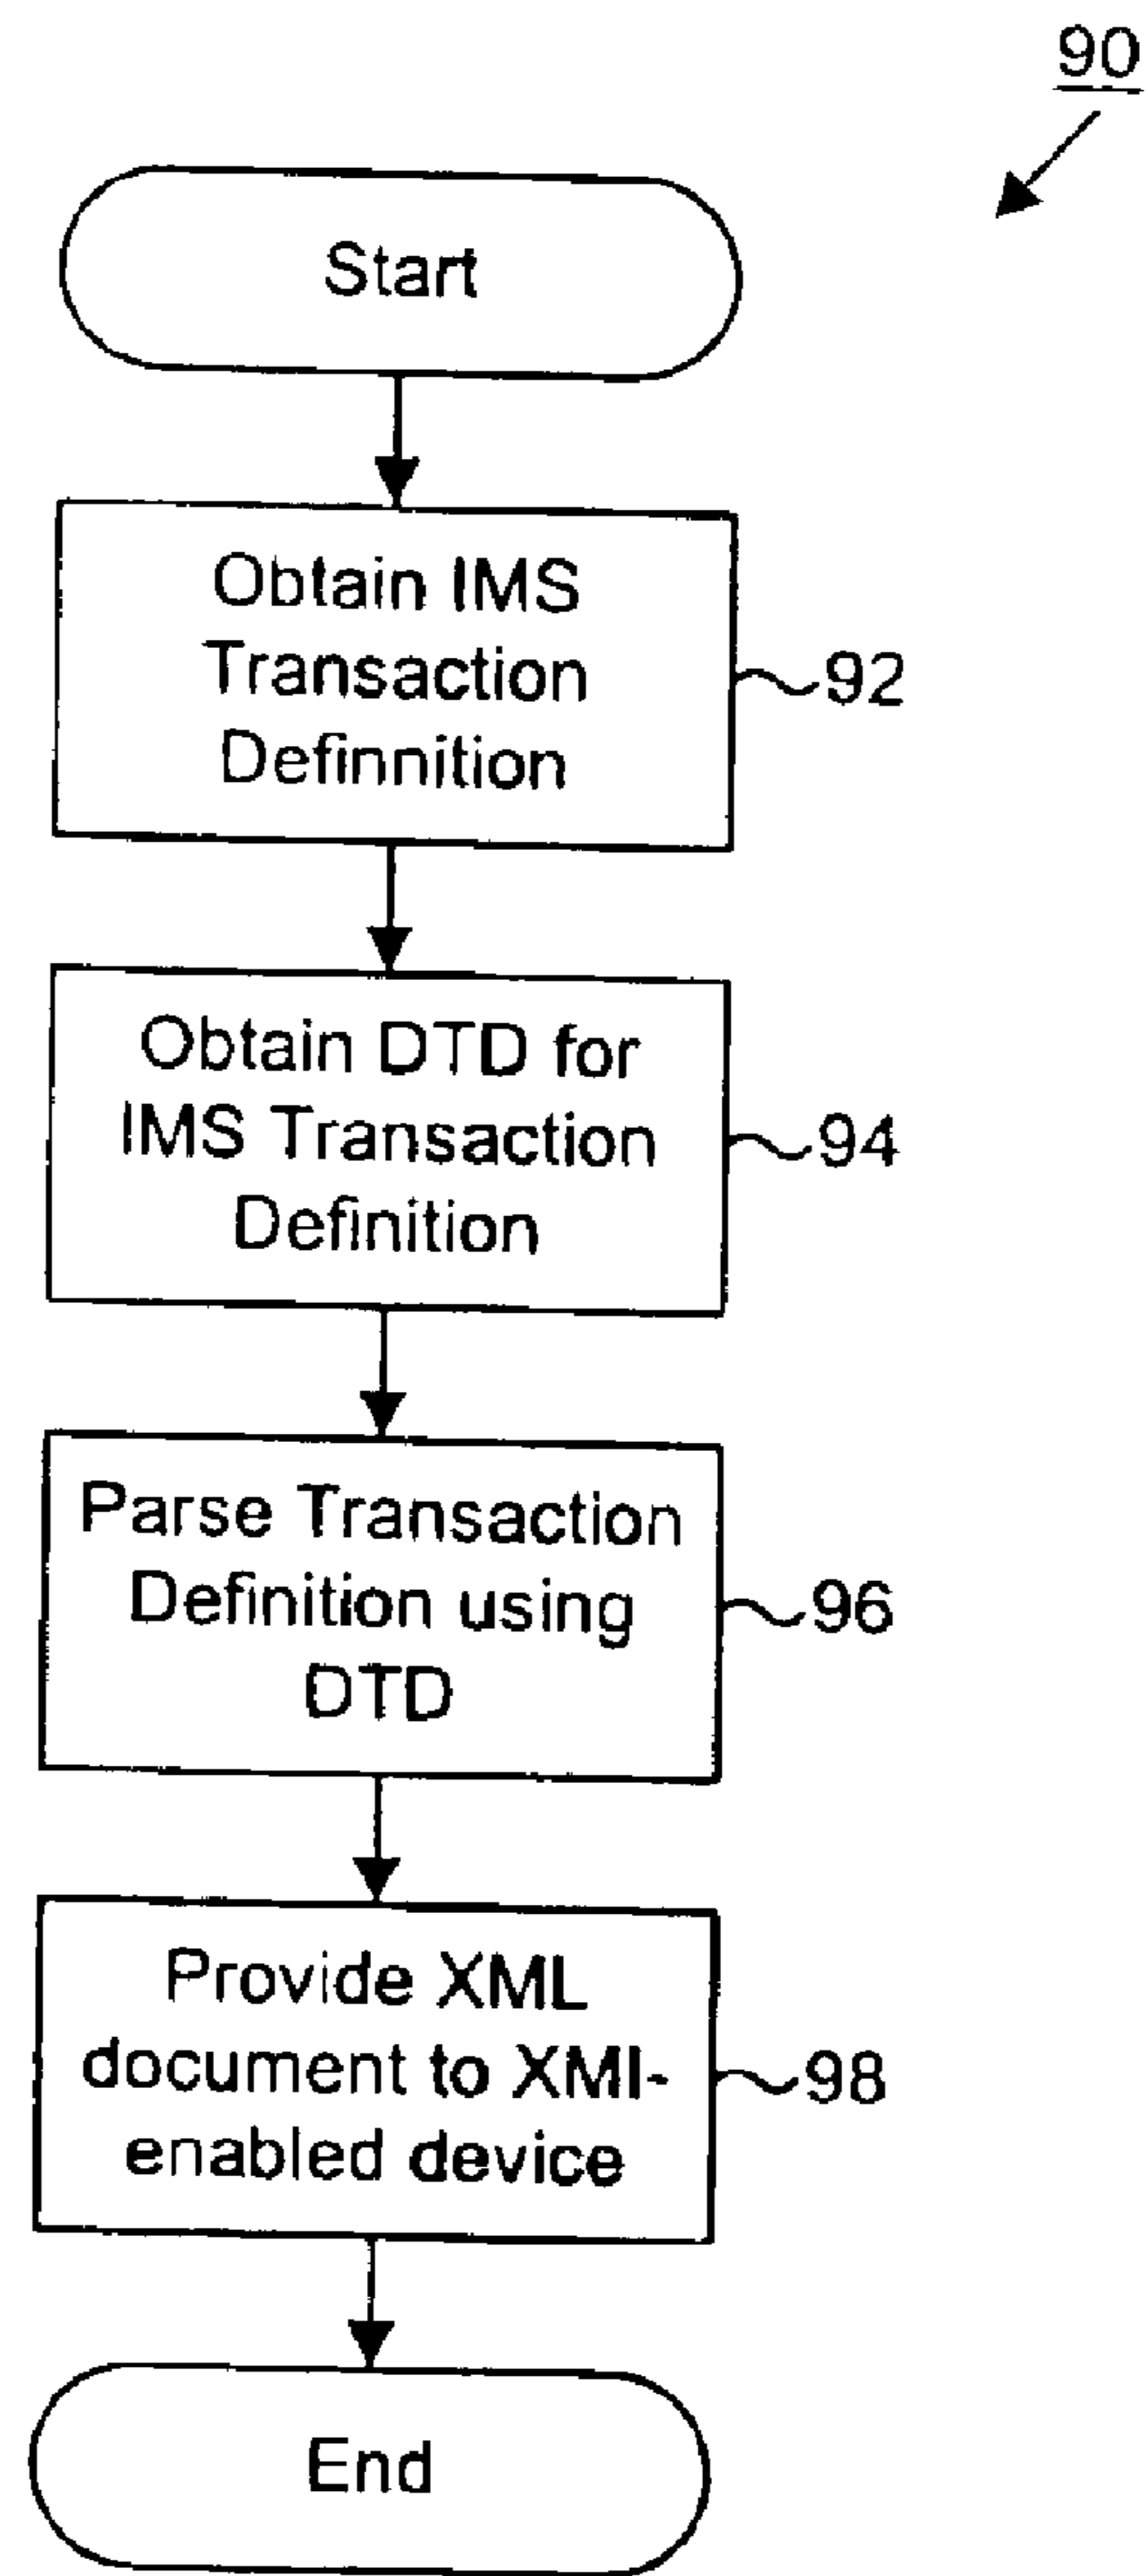 90
Start
Obtain IMS
Transaction
Definnition
92
Obtain DTD for
IMS Transaction
Definition
94
Parse Transaction
Definition using
DTD
96
Provide XML
document to XMI-
enabled device
98
End